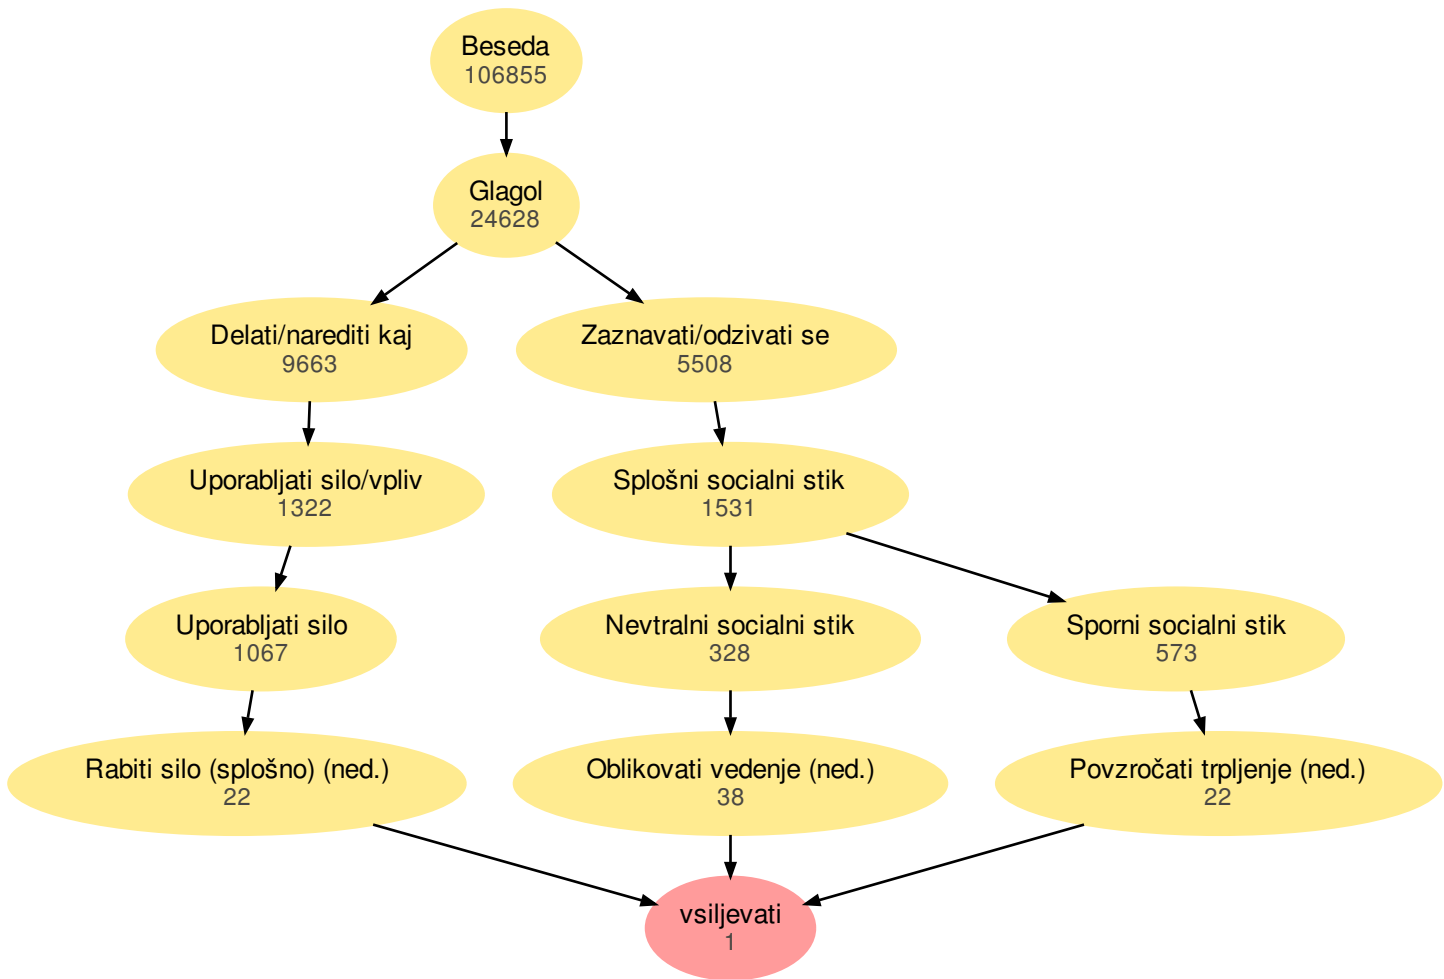 Beseda
106855
Glagol
24628
Delati/narediti kaj
9663
Zaznavati/odzivati se
5508
Uporabljati silo/vpliv
1322
Splošni socialni stik
1531
Uporabljati silo
1067
Nevtralni socialni stik
328
Sporni socialni stik
573
Rabiti silo (splošno) (ned.)
22
Oblikovati vedenje (ned.)
38
Povzročati trpljenje (ned.)
22
vsiljevati
1